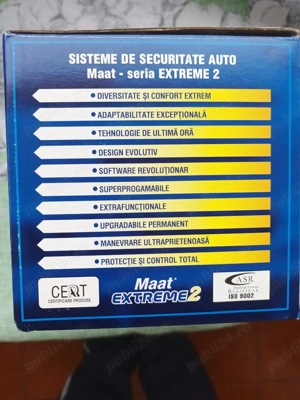 SISTEME DE SECURITATE AUTO
Maat - seria EXTREME 2
• DIVERSITATE ȘI CONFORT EXTREM
• ADAPTABILITATE EXCEPȚIONALĂ
• TEHNOLOGIE DE ULTIMĂ ORĂ
• DESIGN EVOLUTIV
• SOFTWARE REVOLUȚIONAR
• SUPERPROGAMABILE
• EXTRAFUNCȚIONALE
• UPGRADABILE PERMANENT
• MANEVRARE ULTRAPRIETENOASĂ
• PROTECȚIE ȘI CONTROL TOTAL
CERT
CERTIFICARE PRODUSE
Maat®
EXTREME2
ASR
ISO 9002